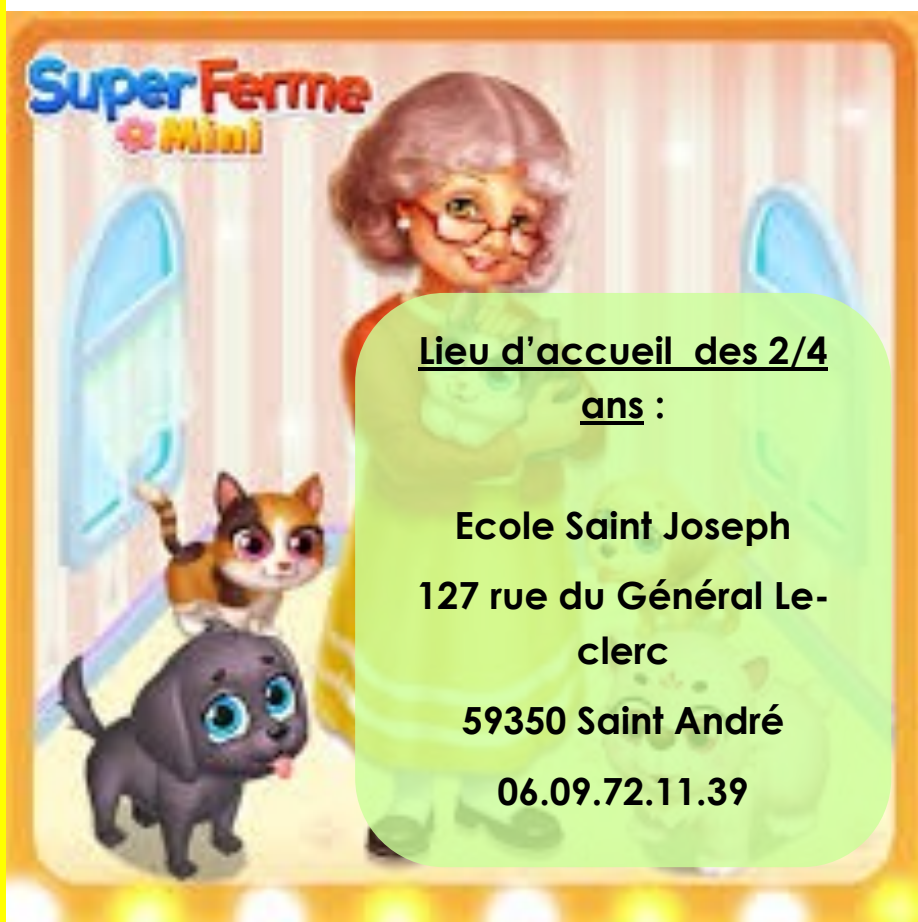 Super Ferme
Mini
Lieu d’accueil des 2/4
ans :
Ecole Saint Joseph
127 rue du Général Le-
clerc
59350 Saint André
06.09.72.11.39